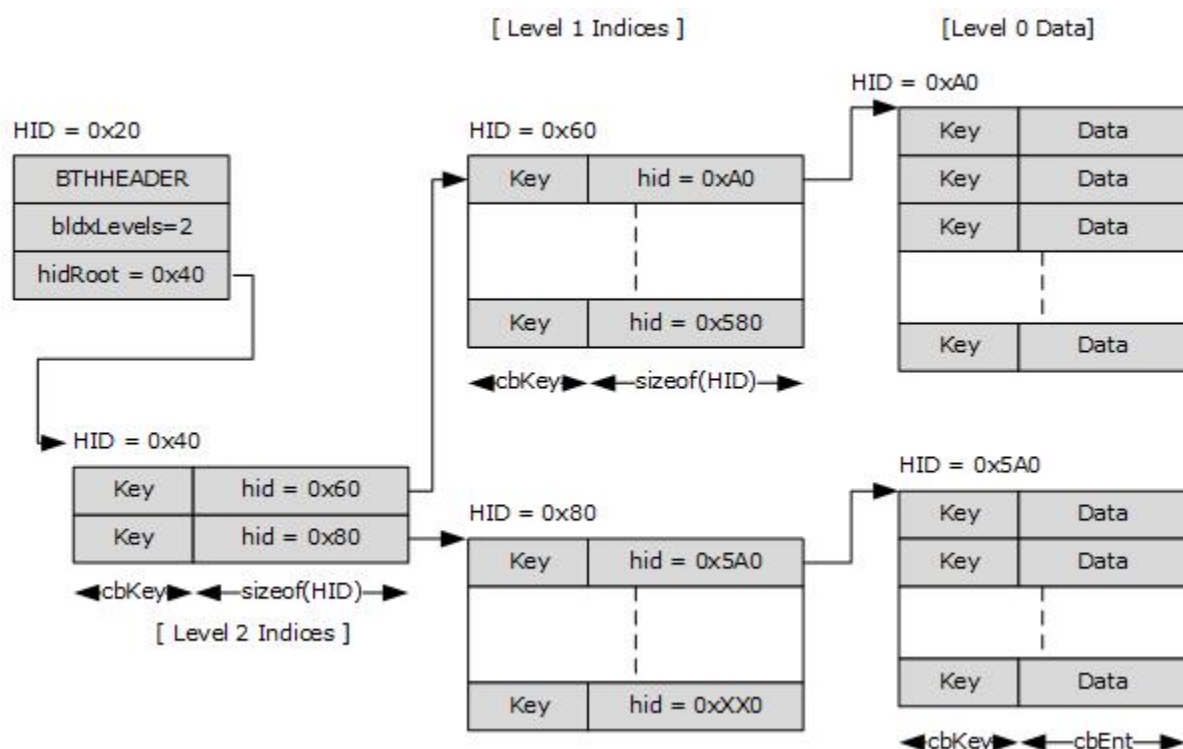 [ Level 1 Indices ]
[Level 0 Data]
HID = 0x20
BTHHEADER
bldxLevels=2
hidRoot = 0x40
HID = 0x40
Key hid = 0x60
Key hid = 0x80
cbKey sizeof(HID)
[ Level 2 Indices ]
HID = 0x60
Key hid = 0xA0
Key hid = 0x580
cbKey sizeof(HID)
HID = 0x80
Key hid = 0x5A0
Key hid = 0xXX0
HID = 0xA0
Key Data
Key Data
Key Data
Key Data
HID = 0x5A0
Key Data
Key Data
Key Data
cbKey cbEnt